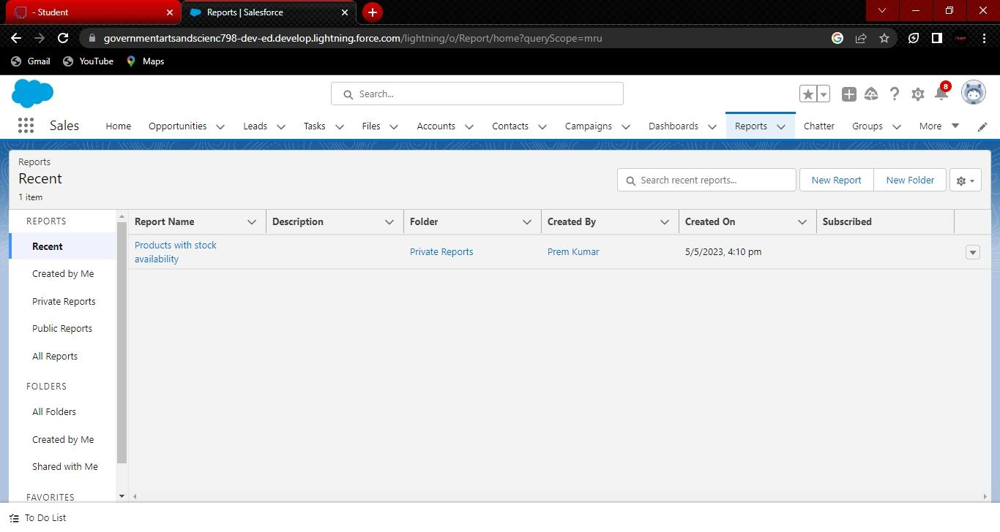 - Student
Reports | Salesforce
governmentartsandscienc798-dev-ed.develop.lightning.force.com/lightning/o/Report/home?queryScope=mru
Gmail YouTube Maps
Search...
8
Sales Home Opportunities Leads Tasks Files Accounts Contacts Campaigns Dashboards Reports Chatter Groups More
Reports
Recent
1 item
Search recent reports...
New Report
New Folder
REPORTS
Recent
Created by Me
Private Reports
Public Reports
All Reports
FOLDERS
All Folders
Created by Me
Shared with Me
FAVORITES
Report Name Description Folder Created By Created On Subscribed
Products with stock
availability
Private Reports Prem Kumar 5/5/2023, 4:10 pm
To Do List